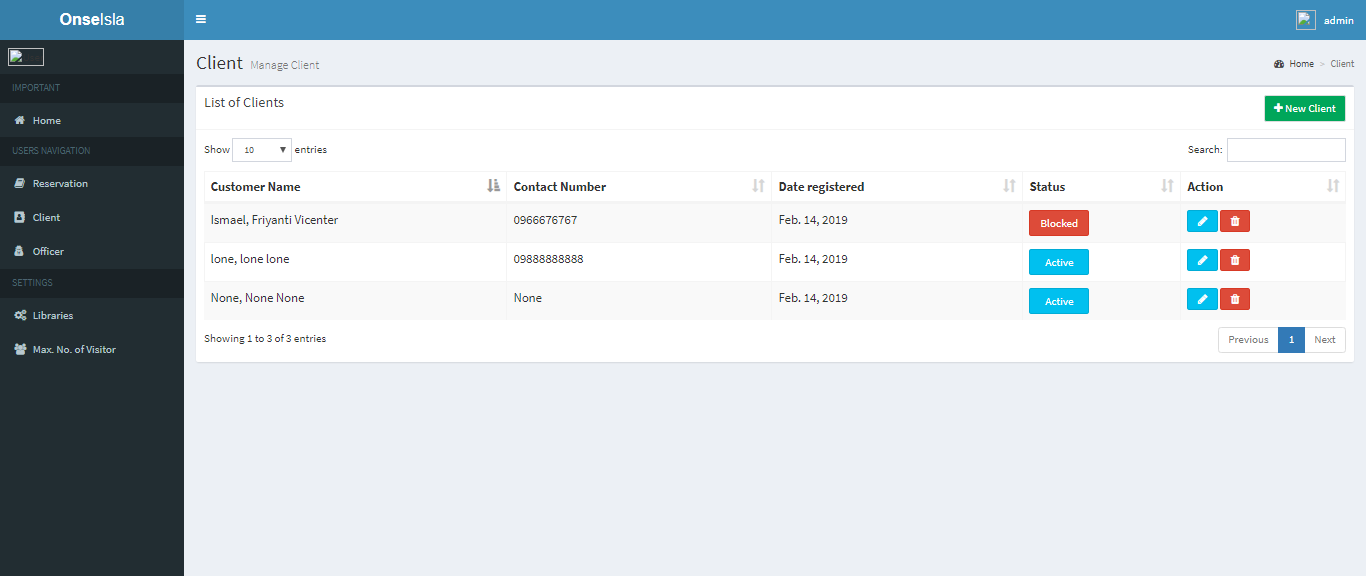 OnseIsla
admin
IMPORTANT
Home
USERS NAVIGATION
Reservation
Client
Officer
SETTINGS
Libraries
Max. No. of Visitor
Client Manage Client
Home > Client
List of Clients
New Client
Show 10 entries
Search:
Customer Name Contact Number Date registered Status Action
Ismael, Friyanti Vicenter 0966676767 Feb. 14, 2019 Blocked
lone, lone lone 09888888888 Feb. 14, 2019 Active
None, None None None Feb. 14, 2019 Active
Showing 1 to 3 of 3 entries
Previous 1 Next